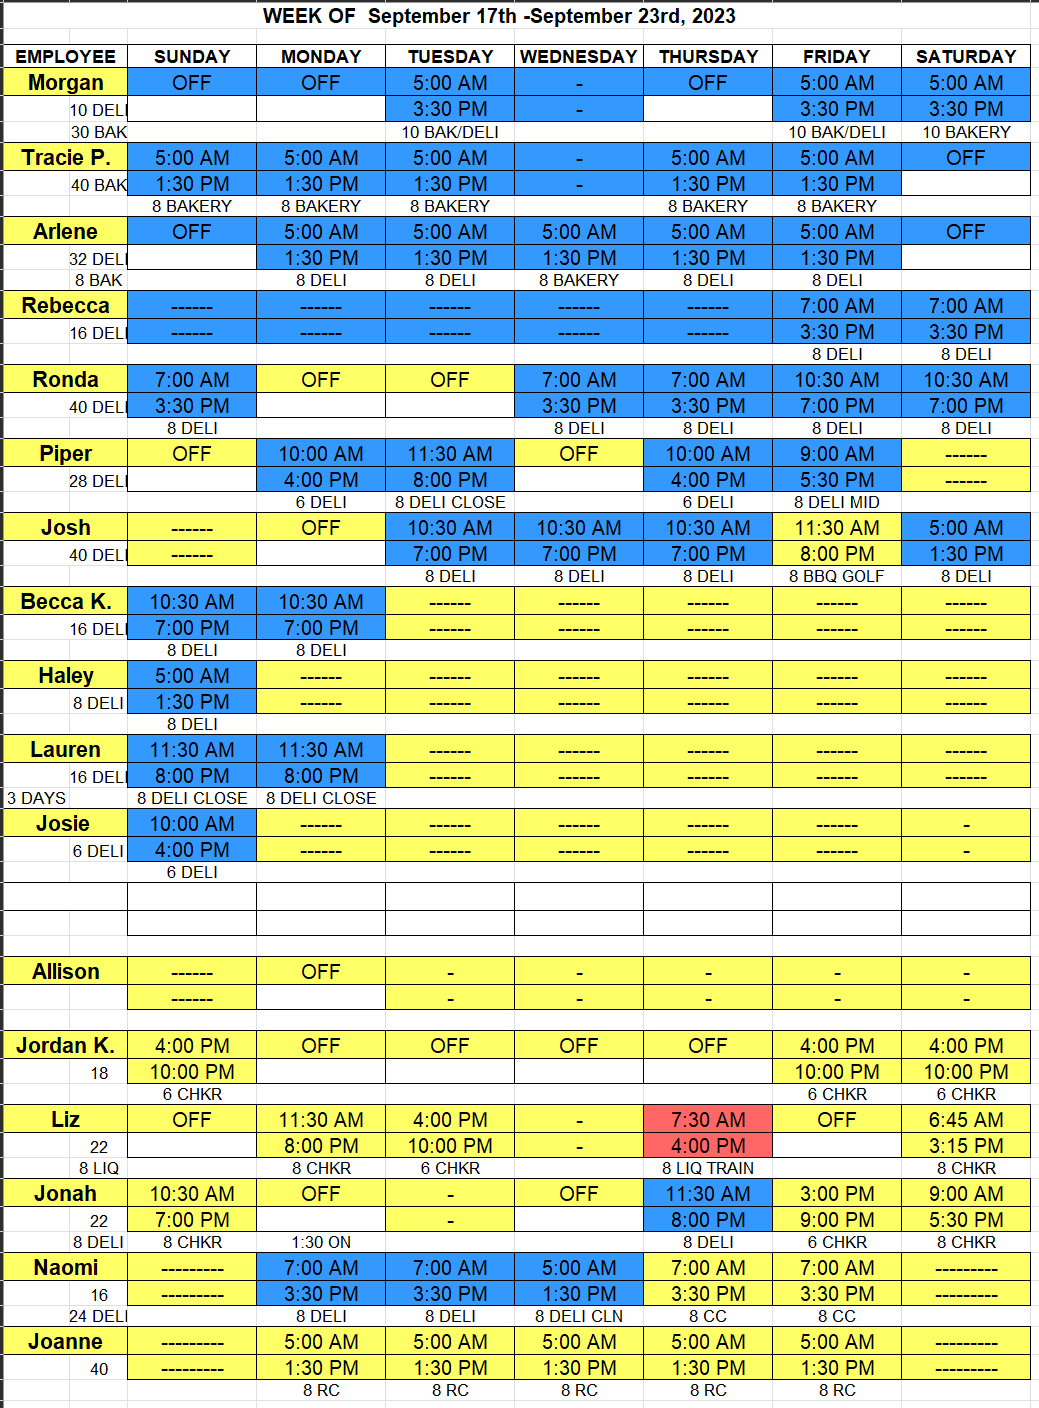 WEEK OF  September 17th -September 23rd, 2023
EMPLOYEE SUNDAY MONDAY TUESDAY WEDNESDAY THURSDAY FRIDAY SATURDAY
Morgan OFF OFF 5:00 AM - OFF 5:00 AM 5:00 AM
10 DELI 3:30 PM - 3:30 PM 3:30 PM
30 BAK 10 BAK/DELI 10 BAK/DELI 10 BAKERY
Tracie P. 5:00 AM 5:00 AM 5:00 AM - 5:00 AM 5:00 AM OFF
40 BAK 1:30 PM 1:30 PM 1:30 PM - 1:30 PM 1:30 PM
8 BAKERY 8 BAKERY 8 BAKERY 8 BAKERY 8 BAKERY
Arlene OFF 5:00 AM 5:00 AM 5:00 AM 5:00 AM 5:00 AM OFF
32 DELI 1:30 PM 1:30 PM 1:30 PM 1:30 PM 1:30 PM
8 BAK 8 DELI 8 DELI 8 BAKERY 8 DELI 8 DELI
Rebecca ------ ------ ------ ------ ------ 7:00 AM 7:00 AM
16 DELI ------ ------ ------ ------ ------ 3:30 PM 3:30 PM
8 DELI 8 DELI
Ronda 7:00 AM OFF OFF 7:00 AM 7:00 AM 10:30 AM 10:30 AM
40 DELI 3:30 PM 3:30 PM 3:30 PM 7:00 PM 7:00 PM
8 DELI 8 DELI 8 DELI 8 DELI 8 DELI
Piper OFF 10:00 AM 11:30 AM OFF 10:00 AM 9:00 AM ------
28 DELI 4:00 PM 8:00 PM 4:00 PM 5:30 PM ------
6 DELI 8 DELI CLOSE 6 DELI 8 DELI MID
Josh ------ OFF 10:30 AM 10:30 AM 10:30 AM 11:30 AM 5:00 AM
40 DELI ------ 7:00 PM 7:00 PM 7:00 PM 8:00 PM 1:30 PM
8 DELI 8 DELI 8 DELI 8 BBQ GOLF 8 DELI
Becca K. 10:30 AM 10:30 AM ------ ------ ------ ------ ------
16 DELI 7:00 PM 7:00 PM ------ ------ ------ ------ ------
8 DELI 8 DELI
Haley 5:00 AM ------ ------ ------ ------ ------ ------
8 DELI 1:30 PM ------ ------ ------ ------ ------ ------
8 DELI
Lauren 11:30 AM 11:30 AM ------ ------ ------ ------ ------
16 DELI 8:00 PM 8:00 PM ------ ------ ------ ------ ------
3 DAYS 8 DELI CLOSE 8 DELI CLOSE
Josie 10:00 AM ------ ------ ------ ------ ------ -
6 DELI 4:00 PM ------ ------ ------ ------ ------ -
6 DELI
Allison ------ OFF - - - - -
------ - - - - -
Jordan K. 4:00 PM OFF OFF OFF OFF 4:00 PM 4:00 PM
18 10:00 PM 10:00 PM 10:00 PM
6 CHKR 6 CHKR 6 CHKR
Liz OFF 11:30 AM 4:00 PM - 7:30 AM OFF 6:45 AM
22 8:00 PM 10:00 PM - 4:00 PM 3:15 PM
8 LIQ 8 CHKR 6 CHKR 8 LIQ TRAIN 8 CHKR
Jonah 10:30 AM OFF - OFF 11:30 AM 3:00 PM 9:00 AM
22 7:00 PM - 8:00 PM 9:00 PM 5:30 PM
8 DELI 8 CHKR 1:30 ON 8 DELI 6 CHKR 8 CHKR
Naomi --------- 7:00 AM 7:00 AM 5:00 AM 7:00 AM 7:00 AM ---------
16 --------- 3:30 PM 3:30 PM 1:30 PM 3:30 PM 3:30 PM ---------
24 DELI 8 DELI 8 DELI 8 DELI CLN 8 CC 8 CC
Joanne --------- 5:00 AM 5:00 AM 5:00 AM 5:00 AM 5:00 AM ---------
40 --------- 1:30 PM 1:30 PM 1:30 PM 1:30 PM 1:30 PM ---------
8 RC 8 RC 8 RC 8 RC 8 RC